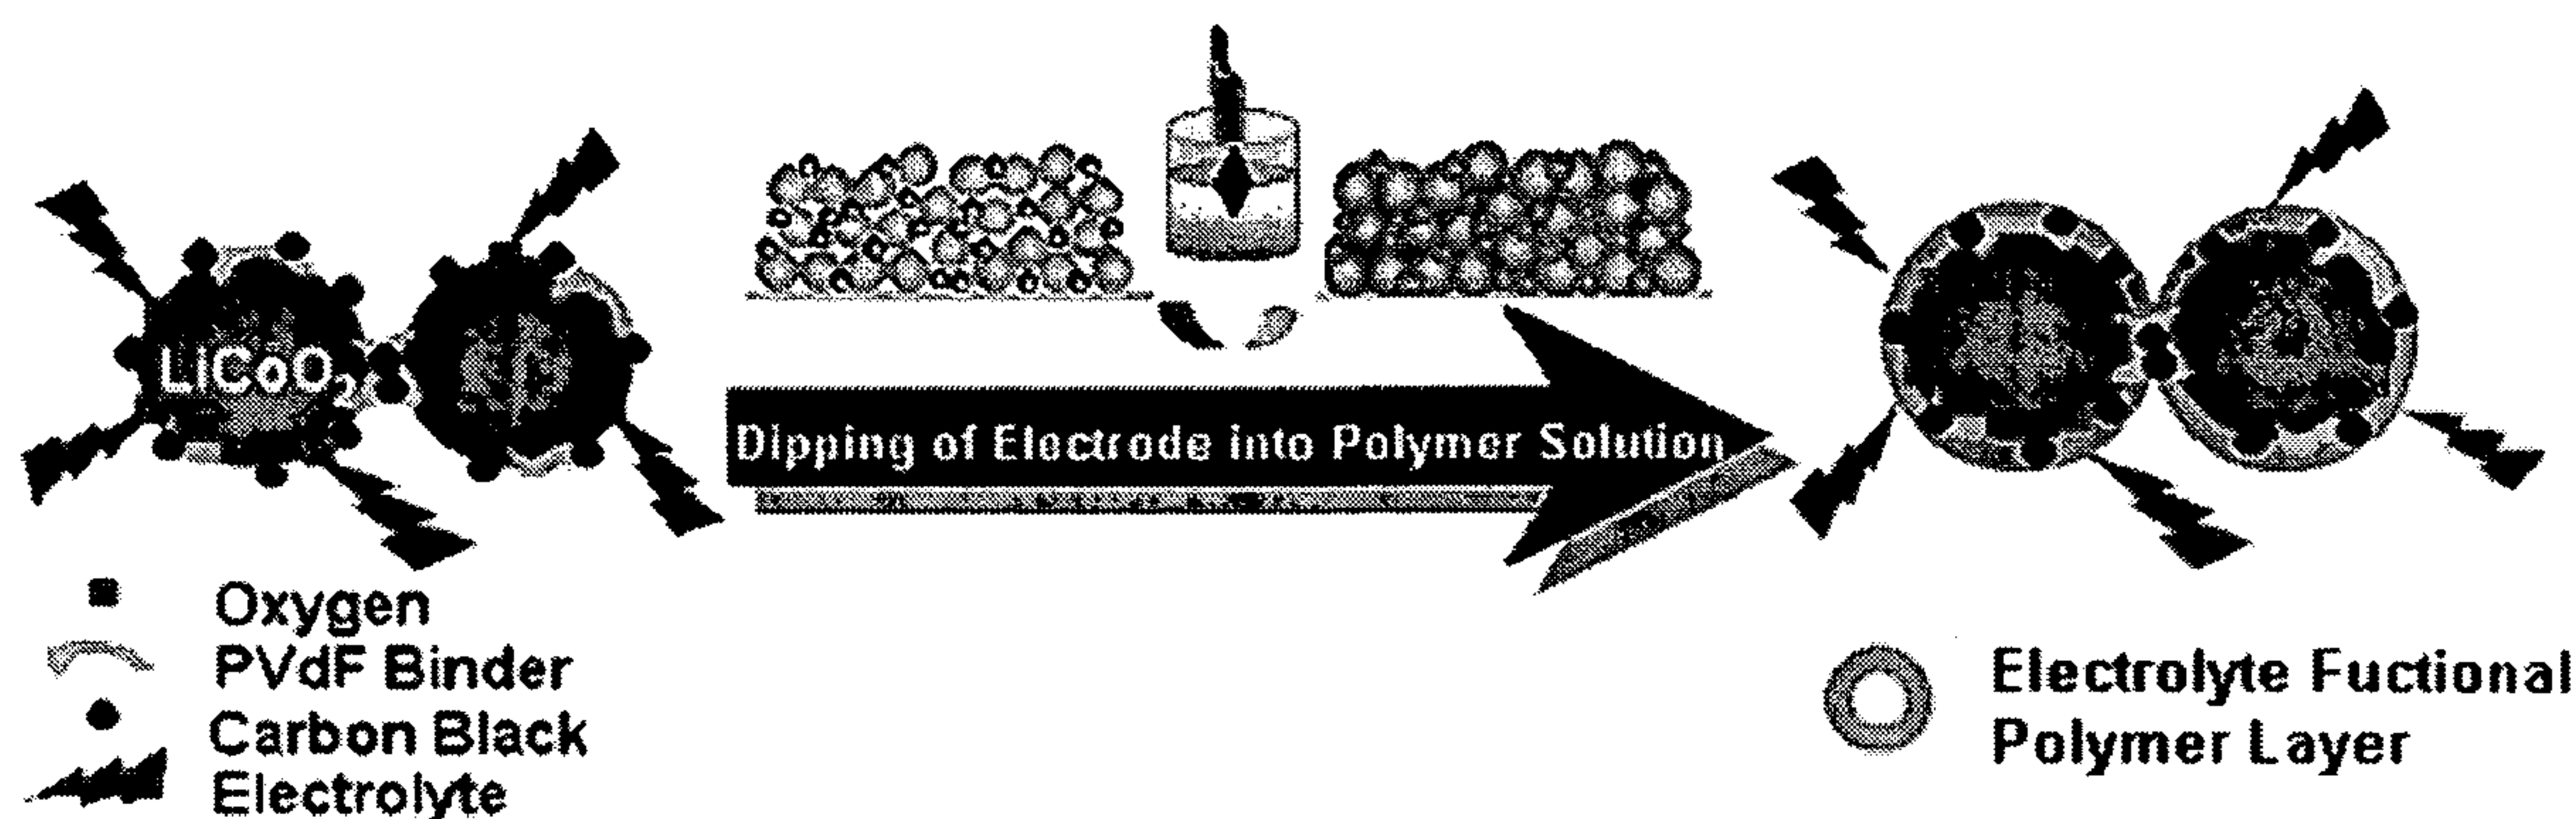 LiCoO2
Dipping of Electrode into Polymer Solution
Oxygen
PVdF Binder
Carbon Black
Electrolyte
Electrolyte Fuctional
Polymer Layer